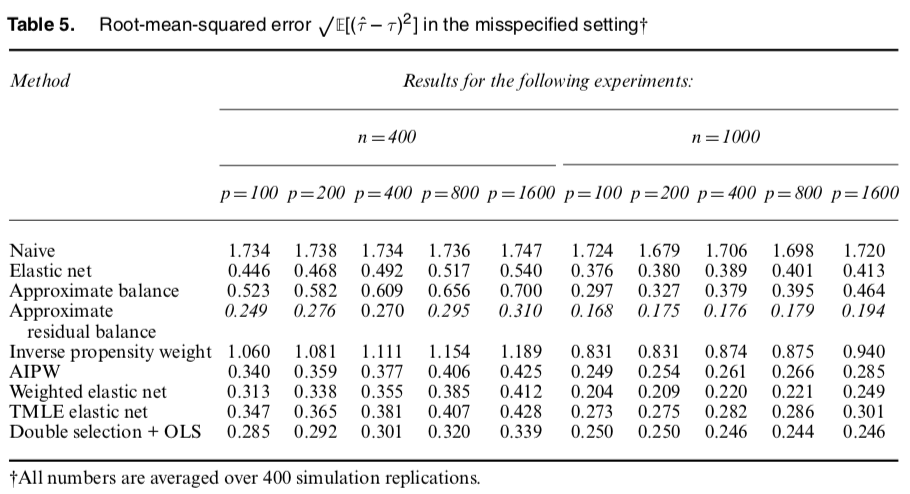 Table 5. Root-mean-squared error √𝔼[(τ̂ − τ)²] in the misspecified setting†
Method Results for the following experiments:
n = 400 n = 1000
p = 100 p = 200 p = 400 p = 800 p = 1600 p = 100 p = 200 p = 400 p = 800 p = 1600
Naive 1.734 1.738 1.734 1.736 1.747 1.724 1.679 1.706 1.698 1.720
Elastic net 0.446 0.468 0.492 0.517 0.540 0.376 0.380 0.389 0.401 0.413
Approximate balance 0.523 0.582 0.609 0.656 0.700 0.297 0.327 0.379 0.395 0.464
Approximate 0.249 0.276 0.270 0.295 0.310 0.168 0.175 0.176 0.179 0.194
residual balance
Inverse propensity weight 1.060 1.081 1.111 1.154 1.189 0.831 0.831 0.874 0.875 0.940
AIPW 0.340 0.359 0.377 0.406 0.425 0.249 0.254 0.261 0.266 0.285
Weighted elastic net 0.313 0.338 0.355 0.385 0.412 0.204 0.209 0.220 0.221 0.249
TMLE elastic net 0.347 0.365 0.381 0.407 0.428 0.273 0.275 0.282 0.286 0.301
Double selection + OLS 0.285 0.292 0.301 0.320 0.339 0.250 0.250 0.246 0.244 0.246
†All numbers are averaged over 400 simulation replications.